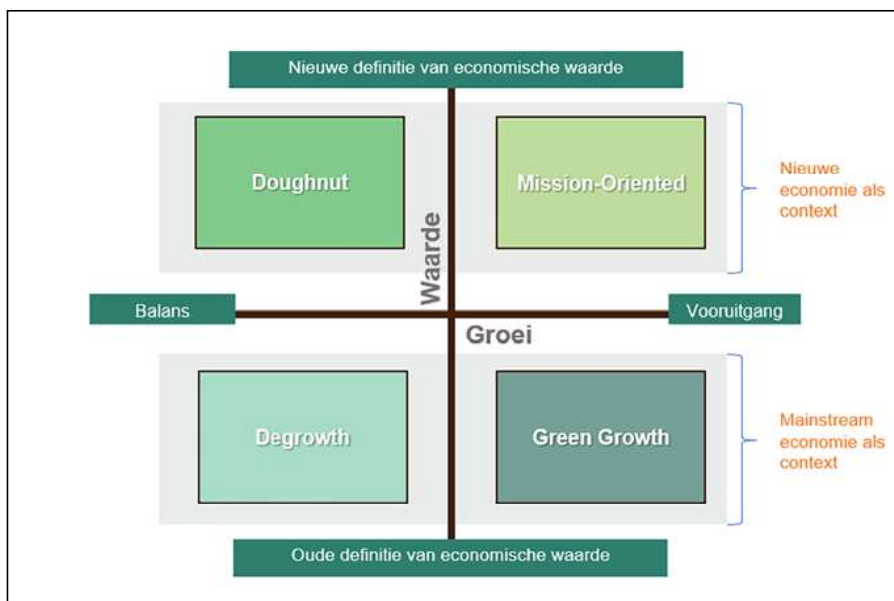 Nieuwe definitie van economische waarde
Doughnut
Mission-Oriented
Nieuwe
economie als
context
Waarde
Balans
Vooruitgang
Groei
Degrowth
Green Growth
Mainstream
economie als
context
Oude definitie van economische waarde